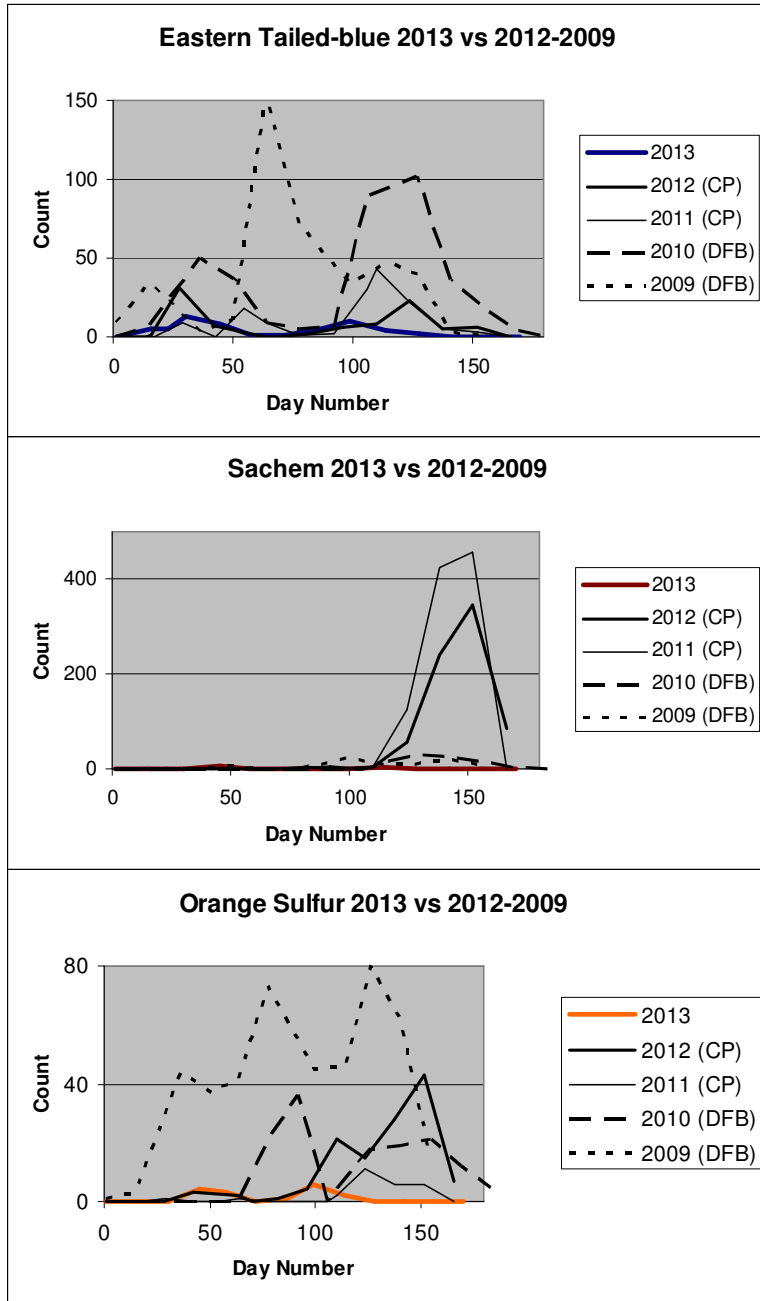 Eastern Tailed-blue 2013 vs 2012-2009
150
100
50
0
Count
0 50 100 150
Day Number
2013
2012 (CP)
2011 (CP)
2010 (DFB)
2009 (DFB)
Sachem 2013 vs 2012-2009
400
200
0
Count
0 50 100 150
Day Number
2013
2012 (CP)
2011 (CP)
2010 (DFB)
2009 (DFB)
Orange Sulfur 2013 vs 2012-2009
80
40
0
Count
0 50 100 150
Day Number
2013
2012 (CP)
2011 (CP)
2010 (DFB)
2009 (DFB)